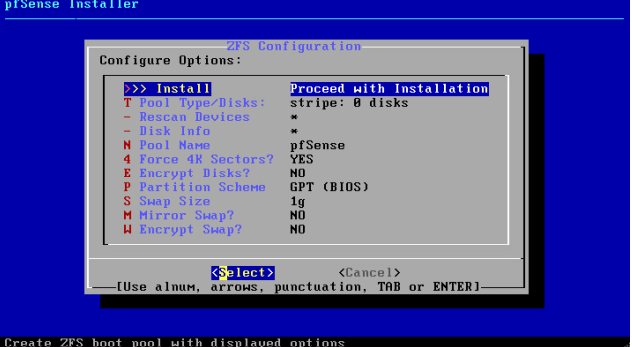 pfSense Installer
ZFS Configuration
Configure Options:
>>> Install Proceed with Installation
T Pool Type/Disks: stripe: 0 disks
- Rescan Devices *
- Disk Info *
N Pool Name pfSense
4 Force 4K Sectors? YES
E Encrypt Disks? NO
P Partition Scheme GPT (BIOS)
S Swap Size 1g
M Mirror Swap? NO
W Encrypt Swap? NO
<Select> <Cancel>
[Use alnum, arrows, punctuation, TAB or ENTER]
Create ZFS boot pool with displayed options